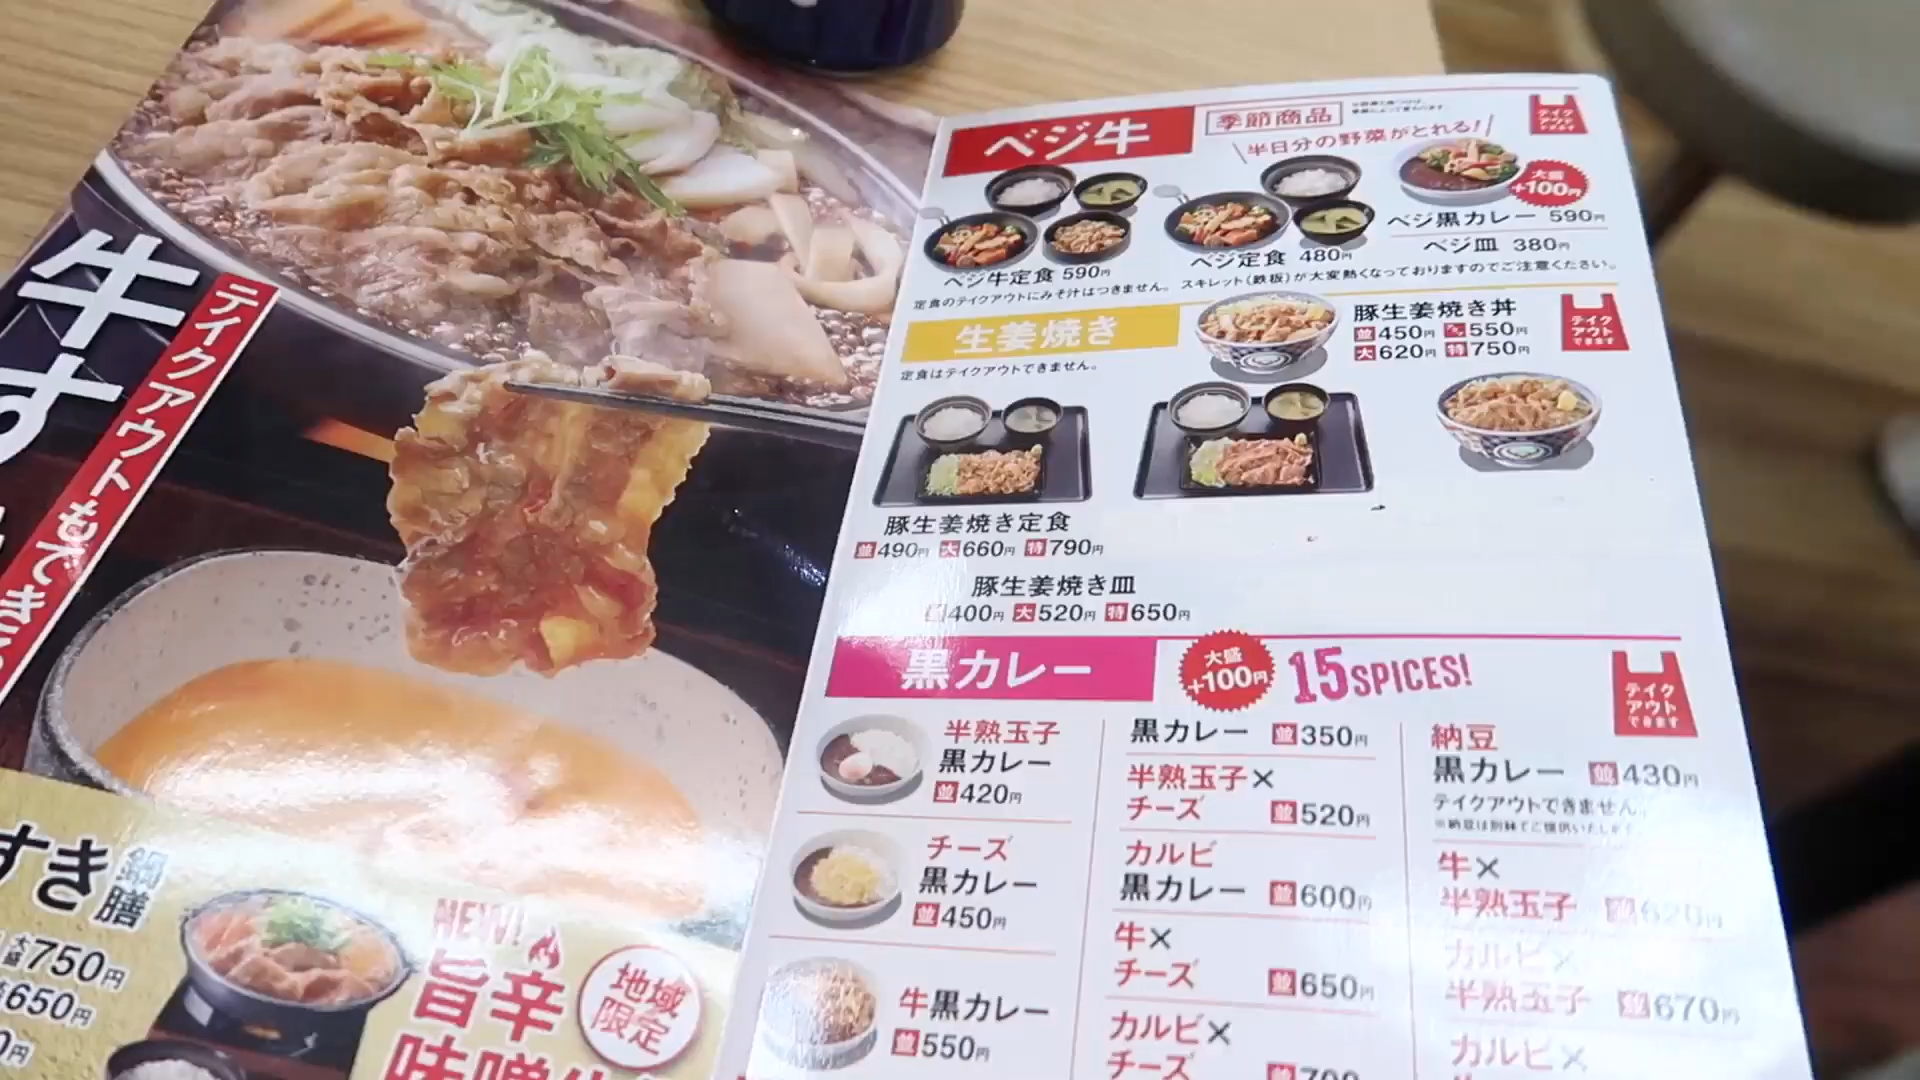 牛す
テイクアウトもでき
すき鍋膳
大盛750円
650円
0円
NEW!
旨辛
地域限定
ベジ牛
季節商品
半日分の野菜がとれる!
テイクアウトできます
大盛+100円
ベジ黒カレー 590円
ベジ皿 380円
ベジ牛定食 590円
ベジ定食 480円
定食のテイクアウトにみそ汁はつきません。 スキレット(鉄板)が大変熱くなっておりますのでご注意ください。
生姜焼き
定食はテイクアウトできません。
豚生姜焼き丼
並450円 550円
大620円 特750円
テイクアウトできます
豚生姜焼き定食
並490円 大660円 特790円
豚生姜焼き皿
並400円 大520円 特650円
黒カレー
大盛+100円
15SPICES!
テイクアウトできます
半熟玉子
黒カレー
並420円
チーズ
黒カレー
並450円
牛黒カレー
並550円
黒カレー 並350円
半熟玉子×
チーズ 並520円
カルビ
黒カレー 並600円
牛×
チーズ 並650円
カルビ×
チーズ
納豆
黒カレー 並430円
テイクアウトできません。
牛×
半熟玉子 並620円
カルビ×
半熟玉子 並670円
カルビ×